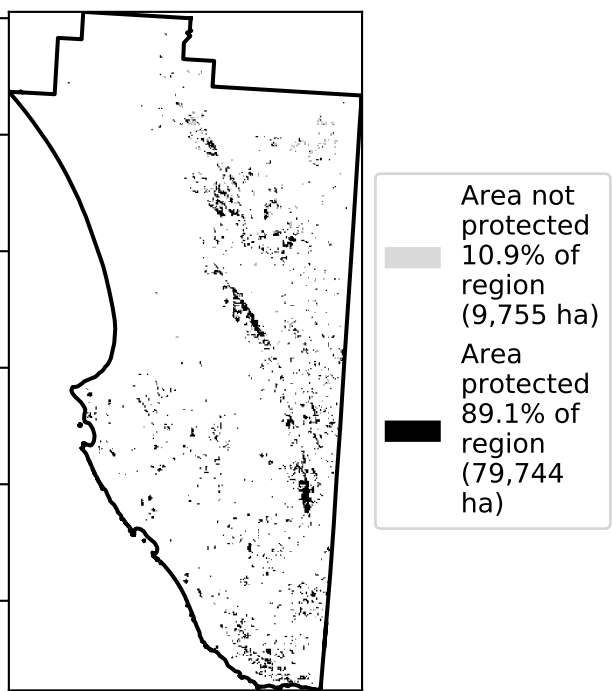 Area not
protected
10.9% of
region
(9,755 ha)
Area
protected
89.1% of
region
(79,744
ha)